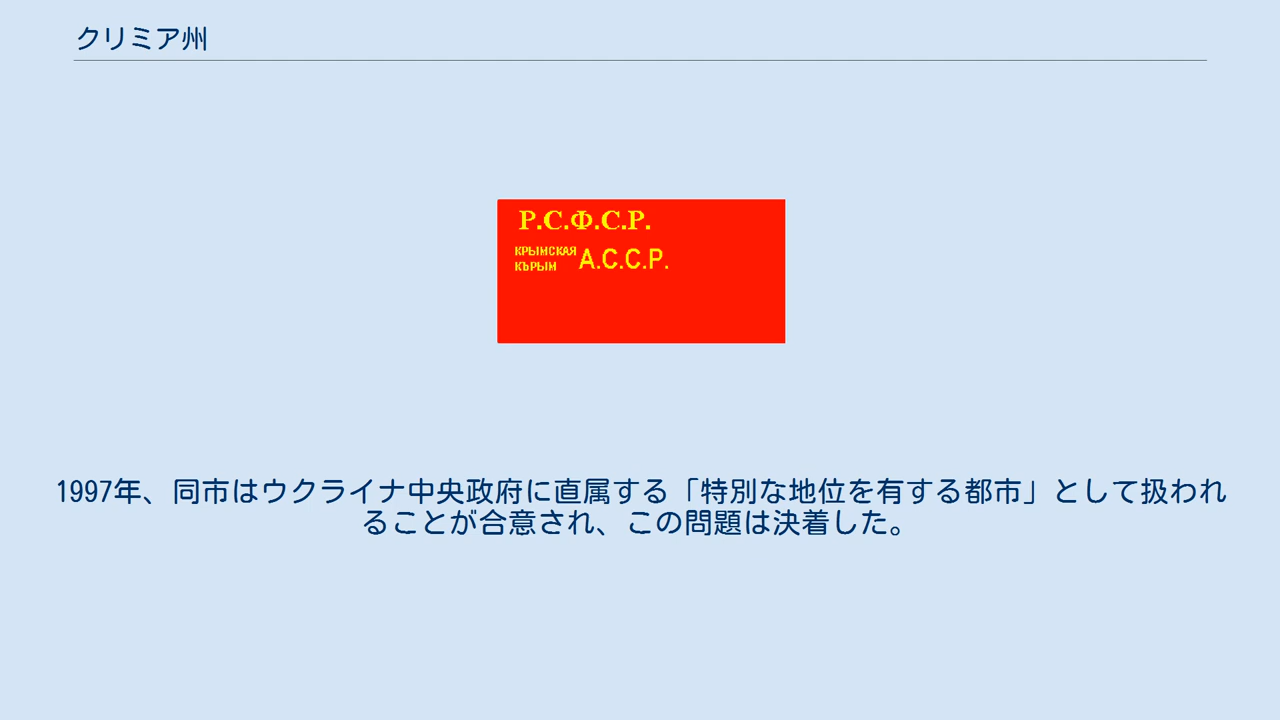 クリミア州
Р.С.Ф.С.Р.
КРЫМСКАЯ А.С.С.Р.
КЪРЫМ
1997年、同市はウクライナ中央政府に直属する「特別な地位を有する都市」として扱われ
ることが合意され、この問題は決着した。